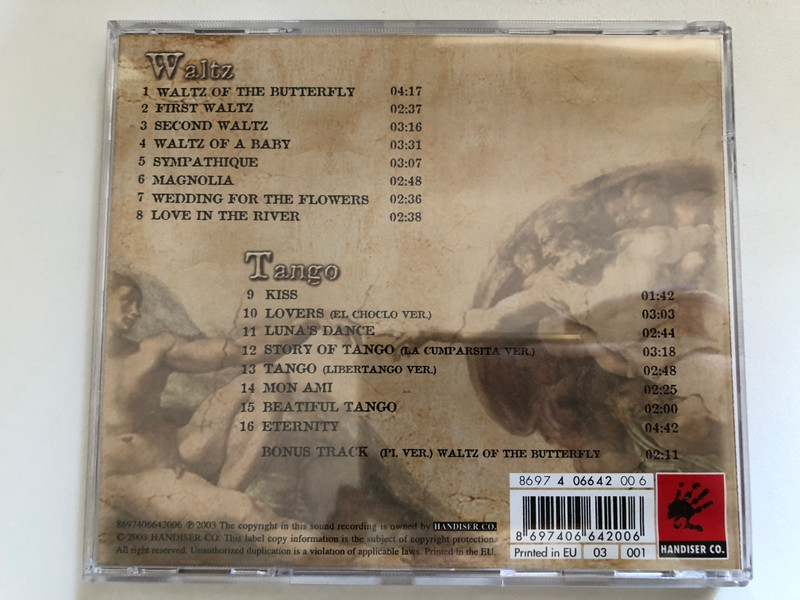 Waltz
1 WALTZ OF THE BUTTERFLY 04:17
2 FIRST WALTZ 02:37
3 SECOND WALTZ 03:16
4 WALTZ OF A BABY 03:31
5 SYMPATHIQUE 03:07
6 MAGNOLIA 02:48
7 WEDDING FOR THE FLOWERS 02:36
8 LOVE IN THE RIVER 02:38
Tango
9 KISS 01:42
10 LOVERS (EL CHOCLO VER.) 03:03
11 LUNA'S DANCE 02:44
12 STORY OF TANGO (LA CUMPARSITA VER.) 03:18
13 TANGO (LIBERTANGO VER.) 02:48
14 MON AMI 02:25
15 BEATIFUL TANGO 02:00
16 ETERNITY 04:42
BONUS TRACK (PI. VER.) WALTZ OF THE BUTTERFLY 02:11
8697406642006 ℗ 2003 The copyright in this sound recording is owned by HANDISER CO.
© 2003 HANDISER CO. This label copy information is the subject of copyright protection.
All right reserved. Unauthorized duplication is a violation of applicable laws. Printed in the EU.
8697 4 06642 00 6
8 697406 642006
Printed in EU 03 001
HANDISER CO.